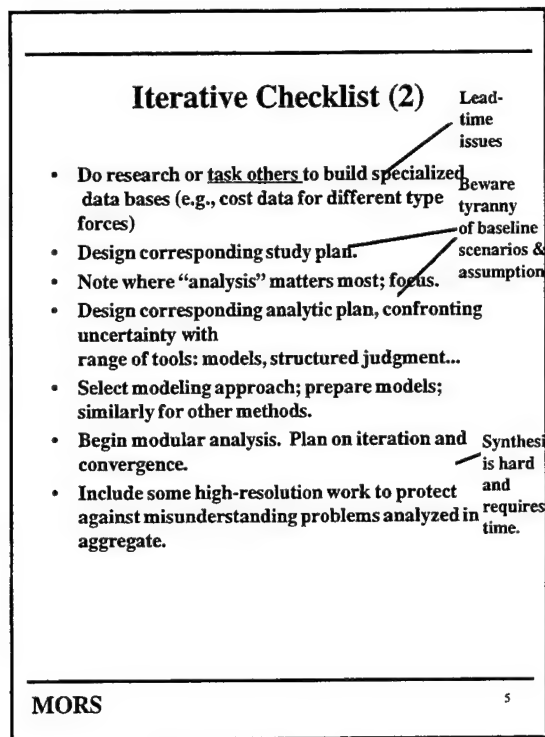 Iterative Checklist (2)
Lead-
time
issues
• Do research or task others to build specialized
data bases (e.g., cost data for different type
forces)
• Design corresponding study plan.
• Note where “analysis” matters most; focus.
• Design corresponding analytic plan, confronting
uncertainty with
range of tools: models, structured judgment...
• Select modeling approach; prepare models;
similarly for other methods.
• Begin modular analysis. Plan on iteration and
convergence.
• Include some high-resolution work to protect
against misunderstanding problems analyzed in
aggregate.
Beware
tyranny
of baseline
scenarios &
assumption
Synthesi
is hard
and
requires
time.
MORS
5